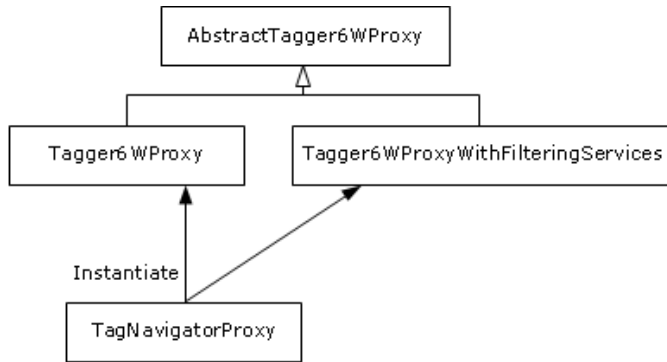 AbstractTagger6WProxy
Tagger6WProxy
Tagger6WProxyWithFilteringServices
Instantiate
TagNavigatorProxy